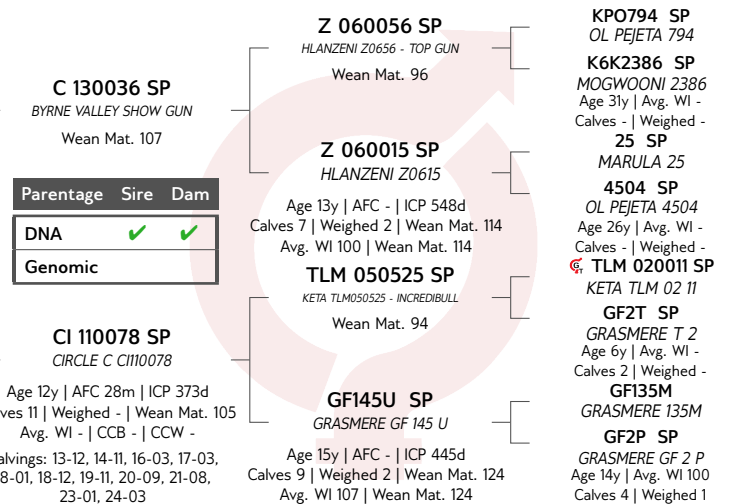 C 130036 SP
BYRNE VALLEY SHOW GUN
Wean Mat. 107
Parentage Sire Dam
DNA ✔ ✔
Genomic
CI 110078 SP
CIRCLE C CI110078
Age 12y | AFC 28m | ICP 373d
ves 11 | Weighed - | Wean Mat. 105
Avg. WI - | CCB - | CCW -
alvings: 13-12, 14-11, 16-03, 17-03,
8-01, 18-12, 19-11, 20-09, 21-08,
23-01, 24-03
Z 060056 SP
HLANZENI Z0656 - TOP GUN
Wean Mat. 96
Z 060015 SP
HLANZENI Z0615
Age 13y | AFC - | ICP 548d
Calves 7 | Weighed 2 | Wean Mat. 114
Avg. WI 100 | Wean Mat. 114
TLM 050525 SP
KETA TLM050525 - INCREDIBULL
Wean Mat. 94
GF145U SP
GRASMERE GF 145 U
Age 15y | AFC - | ICP 445d
Calves 9 | Weighed 2 | Wean Mat. 124
Avg. WI 107 | Wean Mat. 124
KPO794 SP
OL PEJETA 794
K6K2386 SP
MOGWOONI 2386
Age 31y | Avg. WI -
Calves - | Weighed -
25 SP
MARULA 25
4504 SP
OL PEJETA 4504
Age 26y | Avg. WI -
Calves - | Weighed -
TLM 020011 SP
KETA TLM 02 11
GF2T SP
GRASMERE T 2
Age 6y | Avg. WI -
Calves 2 | Weighed -
GF135M
GRASMERE 135M
GF2P SP
GRASMERE GF 2 P
Age 14y | Avg. WI 100
Calves 4 | Weighed 1